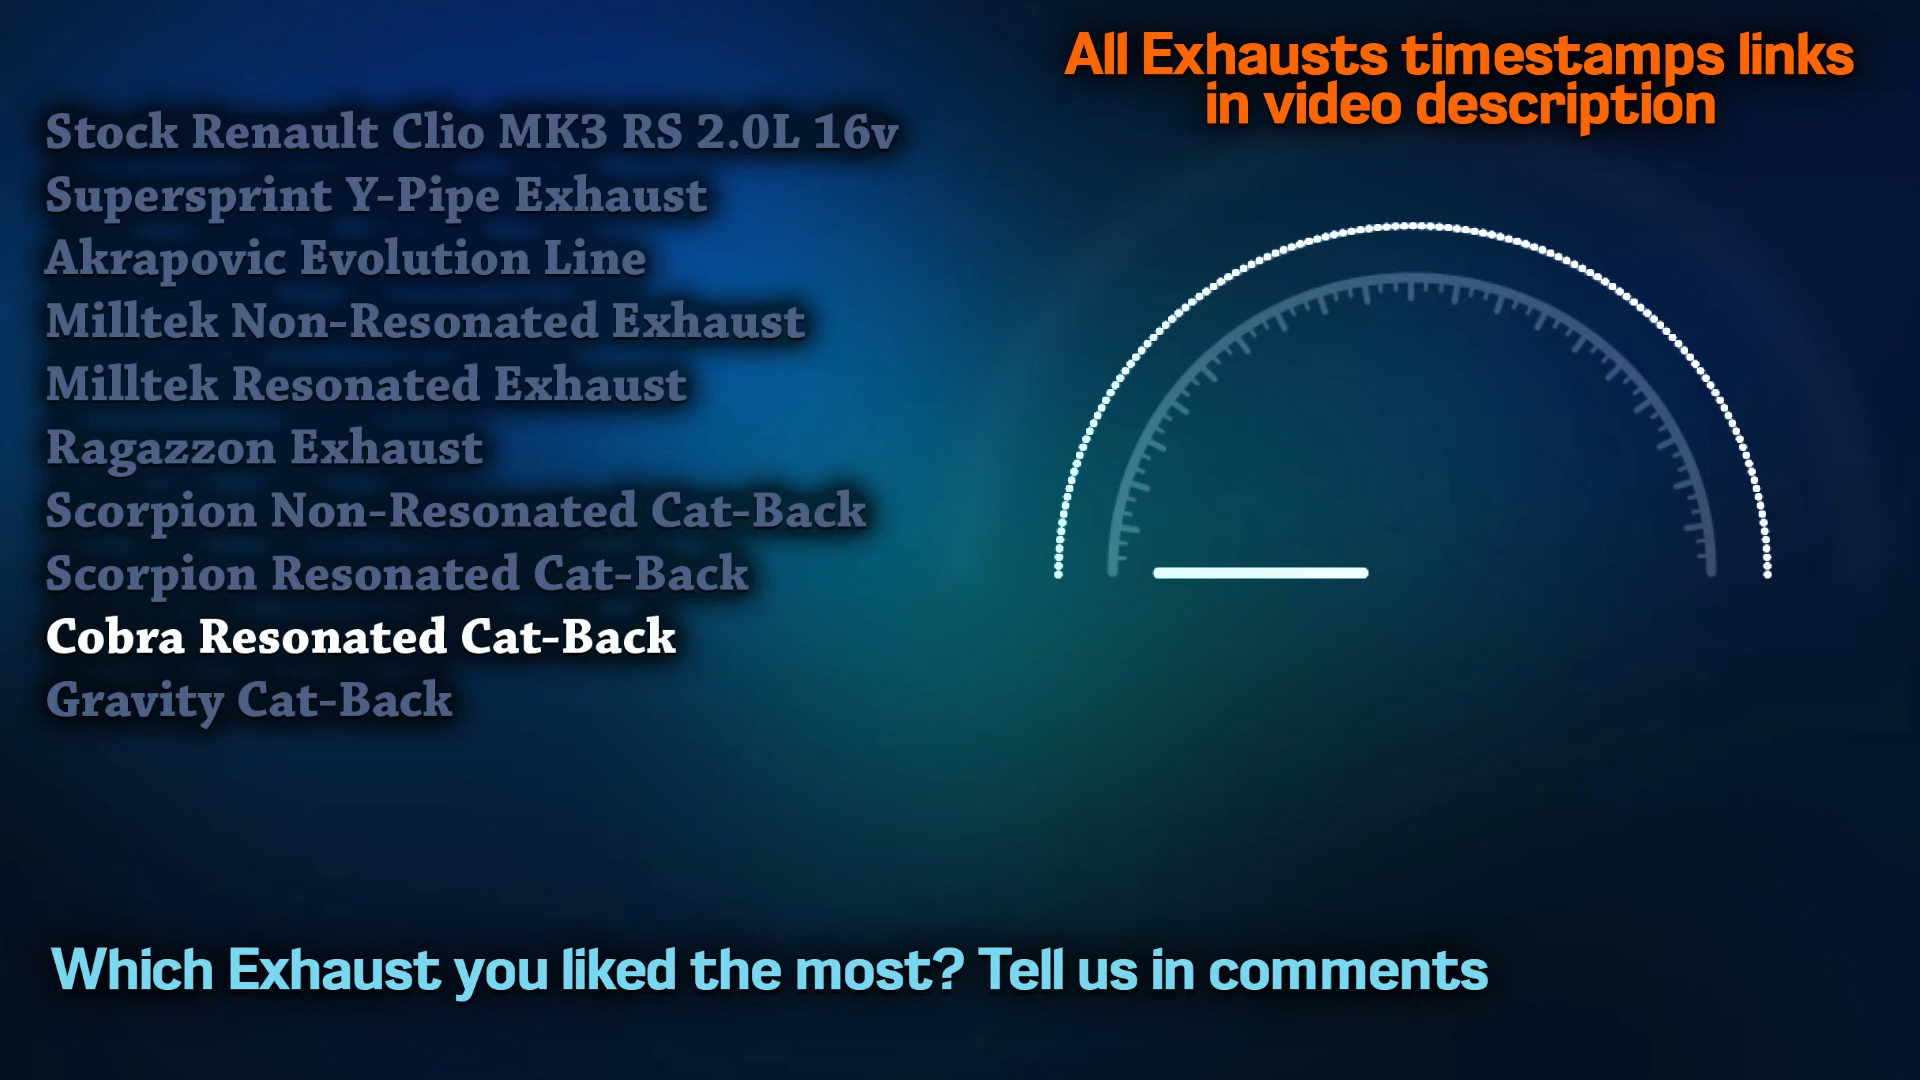 All Exhausts timestamps links
in video description
Stock Renault Clio MK3 RS 2.0L 16v
Supersprint Y-Pipe Exhaust
Akrapovic Evolution Line
Milltek Non-Resonated Exhaust
Milltek Resonated Exhaust
Ragazzon Exhaust
Scorpion Non-Resonated Cat-Back
Scorpion Resonated Cat-Back
Cobra Resonated Cat-Back
Gravity Cat-Back
Which Exhaust you liked the most? Tell us in comments